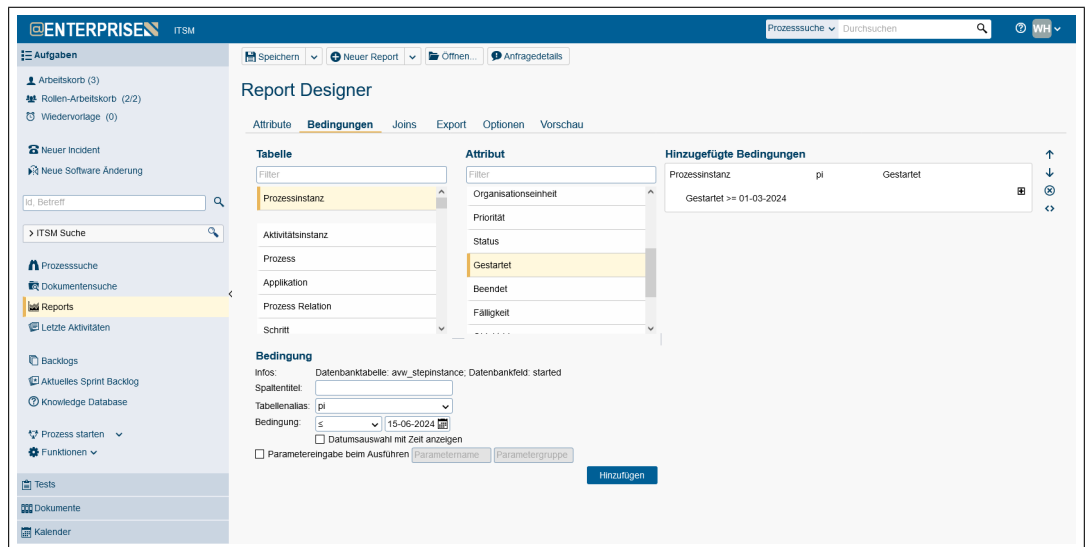 @ENTERPRISE ITSM
Prozesssuche Durchsuchen
WH
Aufgaben
Arbeitskorb (3)
Rollen-Arbeitskorb (2/2)
Wiedervorlage (0)
Neuer Incident
Neue Software Änderung
Id, Betreff
> ITSM Suche
Prozesssuche
Dokumentensuche
Reports
Letzte Aktivitäten
Backlogs
Aktuelles Sprint Backlog
Knowledge Database
Prozess starten
Funktionen
Tests
Dokumente
Kalender
Speichern Neuer Report Öffnen... Anfragedetails
Report Designer
Attribute Bedingungen Joins Export Optionen Vorschau
Tabelle
Filter
Prozessinstanz
Aktivitätsinstanz
Prozess
Applikation
Prozess Relation
Schritt
Attribut
Filter
Organisationseinheit
Priorität
Status
Gestartet
Beendet
Fälligkeit
Hinzugefügte Bedingungen
Prozessinstanz pi Gestartet
Gestartet >= 01-03-2024
Bedingung
Infos: Datenbanktabelle: avw_stepinstance; Datenbankfeld: started
Spaltentitel:
Tabellenalias: pi
Bedingung: ≤ 15-06-2024
Datumsauswahl mit Zeit anzeigen
Parametereingabe beim Ausführen Parametername Parametergruppe
Hinzufügen